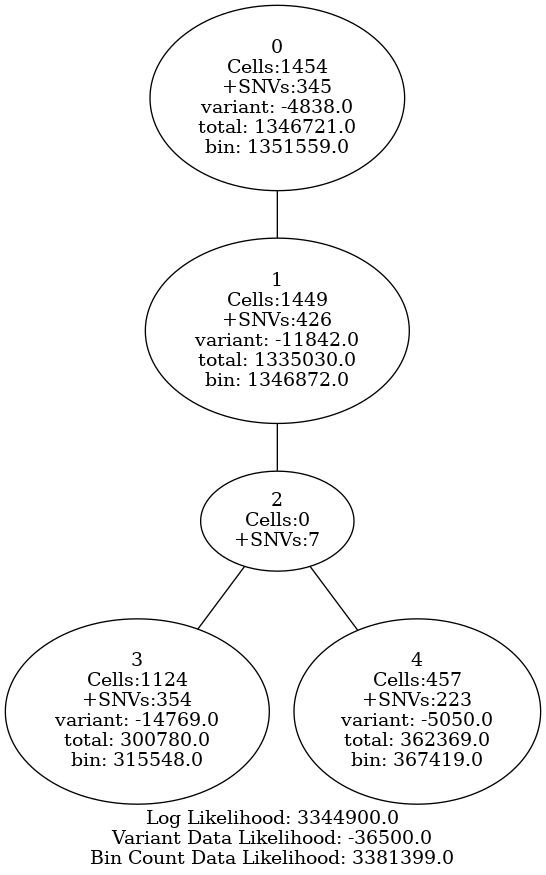 0
Cells:1454
+SNVs:345
variant: -4838.0
total: 1346721.0
bin: 1351559.0
1
Cells:1449
+SNVs:426
variant: -11842.0
total: 1335030.0
bin: 1346872.0
2
Cells:0
+SNVs:7
3
Cells:1124
+SNVs:354
variant: -14769.0
total: 300780.0
bin: 315548.0
4
Cells:457
+SNVs:223
variant: -5050.0
total: 362369.0
bin: 367419.0
Log Likelihood: 3344900.0
Variant Data Likelihood: -36500.0
Bin Count Data Likelihood: 3381399.0